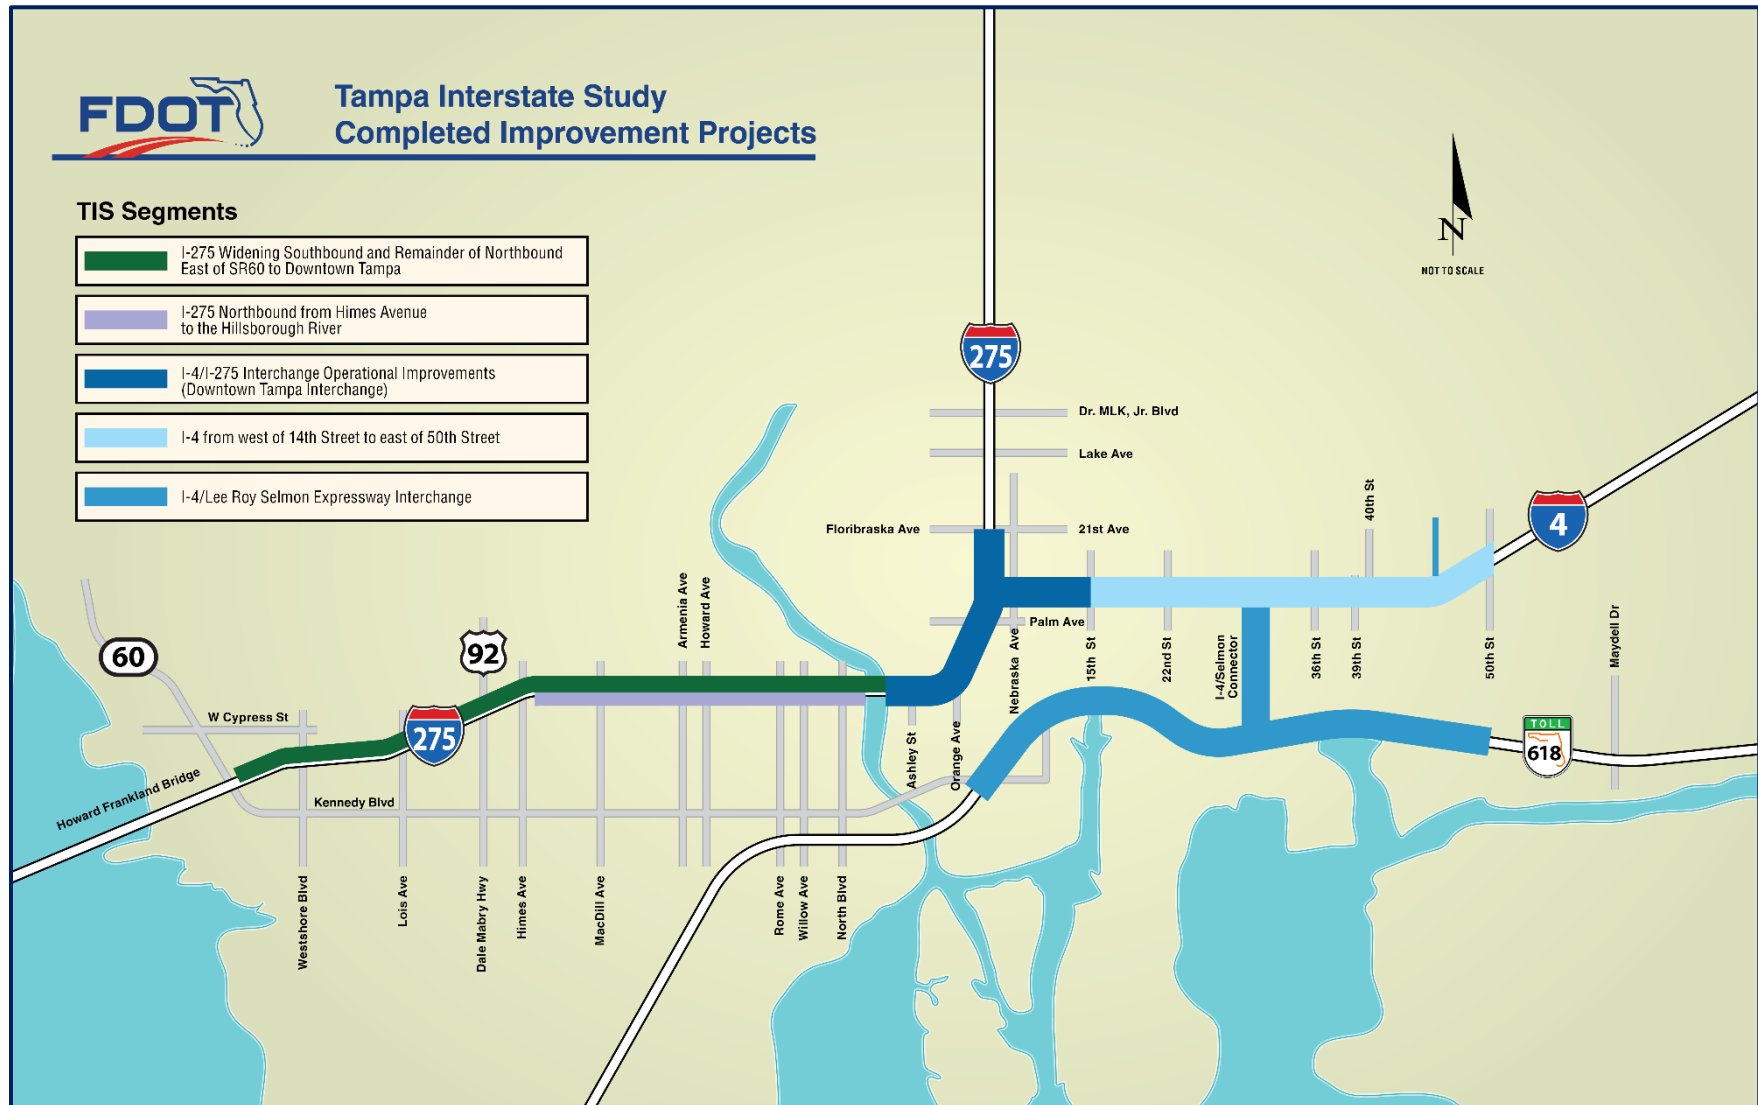 FDOT
Tampa Interstate Study
Completed Improvement Projects
TIS Segments
I-275 Widening Southbound and Remainder of Northbound
East of SR60 to Downtown Tampa
I-275 Northbound from Himes Avenue
to the Hillsborough River
I-4/I-275 Interchange Operational Improvements
(Downtown Tampa Interchange)
I-4 from west of 14th Street to east of 50th Street
I-4/Lee Roy Selmon Expressway Interchange
N
NOT TO SCALE
275
Dr. MLK, Jr. Blvd
Lake Ave
Floribraska Ave
21st Ave
40th St
4
Armenia Ave
Howard Ave
Palm Ave
60
92
Nebraska Ave
15th St
22nd St
I-4/Selmon
Connector
36th St
39th St
50th St
Maydell Dr
W Cypress St
275
Ashley St
Orange Ave
TOLL
618
Howard Frankland Bridge
Kennedy Blvd
Westshore Blvd
Lois Ave
Dale Mabry Hwy
Himes Ave
MacDill Ave
Rome Ave
Willow Ave
North Blvd